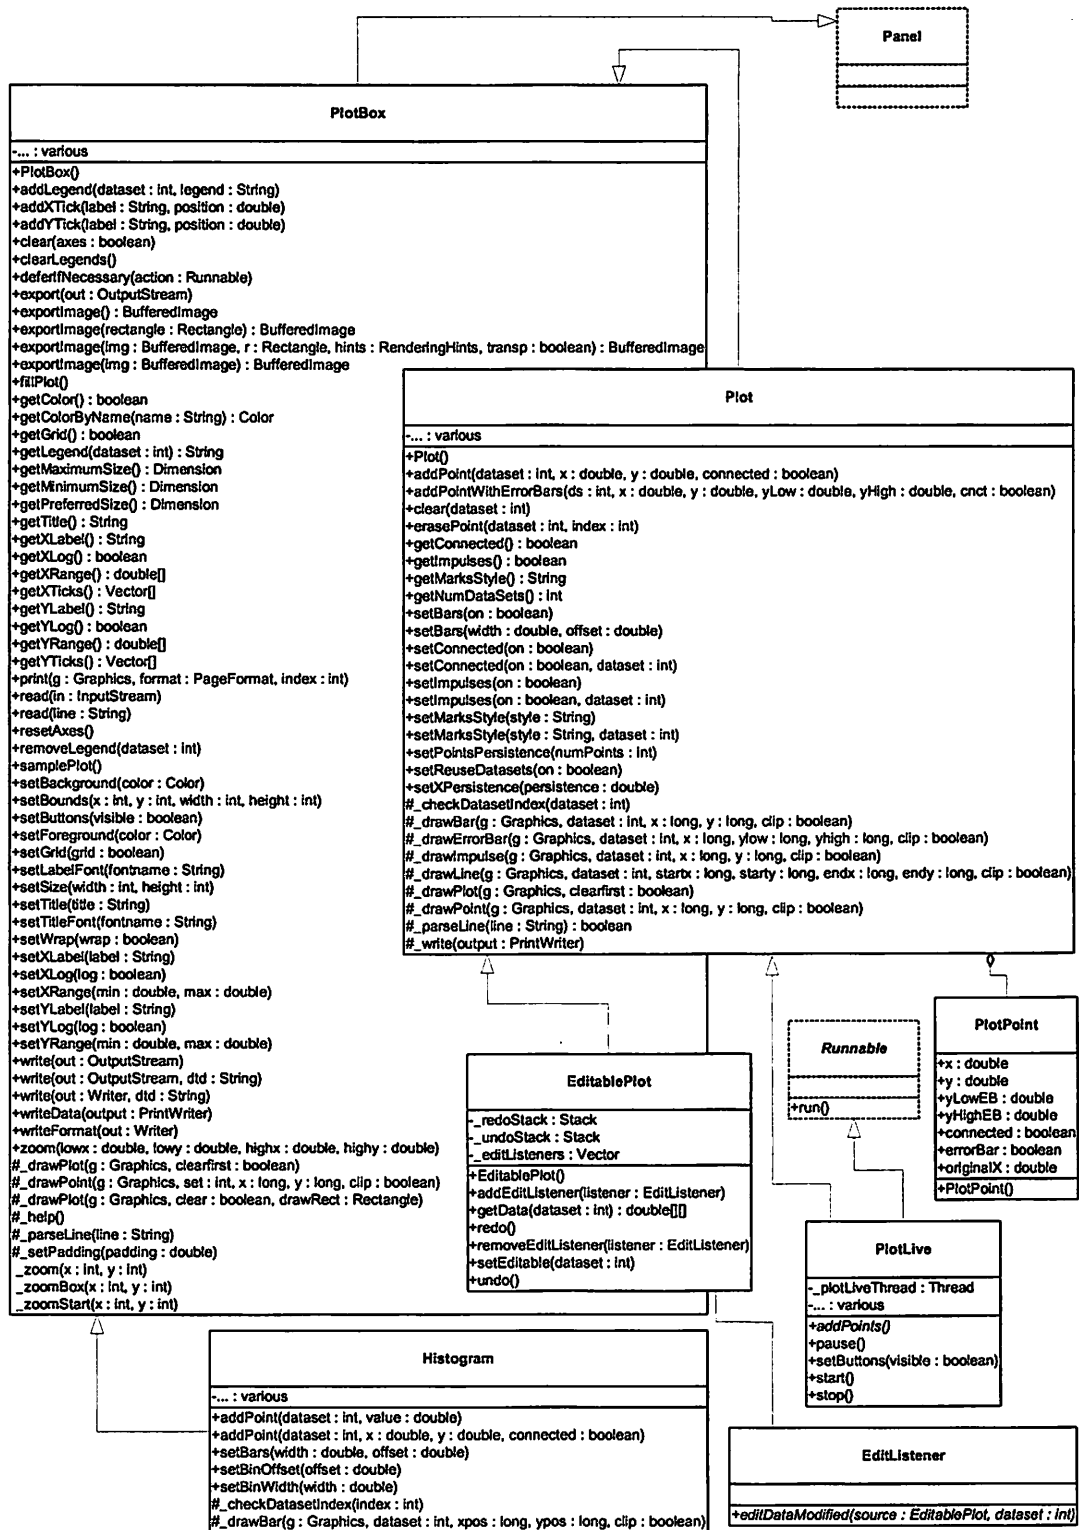 Panel
PlotBox
-... : various
+PlotBox()
+addLegend(dataset : int, legend : String)
+addXTick(label : String, position : double)
+addYTick(label : String, position : double)
+clear(axes : boolean)
+clearLegends()
+deferIfNecessary(action : Runnable)
+export(out : OutputStream)
+exportImage() : BufferedImage
+exportImage(rectangle : Rectangle) : BufferedImage
+exportImage(img : BufferedImage, r : Rectangle, hints : RenderingHints, transp : boolean) : BufferedImage
+exportImage(img : BufferedImage) : BufferedImage
+fillPlot()
+getColor() : boolean
+getColorByName(name : String) : Color
+getGrid() : boolean
+getLegend(dataset : int) : String
+getMaximumSize() : Dimension
+getMinimumSize() : Dimension
+getPreferredSize() : Dimension
+getTitle() : String
+getXLabel() : String
+getXLog() : boolean
+getXRange() : double[]
+getXTicks() : Vector[]
+getYLabel() : String
+getYLog() : boolean
+getYRange() : double[]
+getYTicks() : Vector[]
+print(g : Graphics, format : PageFormat, index : int)
+read(in : InputStream)
+read(line : String)
+resetAxes()
+removeLegend(dataset : int)
+samplePlot()
+setBackground(color : Color)
+setBounds(x : int, y : int, width : int, height : int)
+setButtons(visible : boolean)
+setForeground(color : Color)
+setGrid(grid : boolean)
+setLabelFont(fontname : String)
+setSize(width : int, height : int)
+setTitle(title : String)
+setTitleFont(fontname : String)
+setWrap(wrap : boolean)
+setXLabel(label : String)
+setXLog(log : boolean)
+setXRange(min : double, max : double)
+setYLabel(label : String)
+setYLog(log : boolean)
+setYRange(min : double, max : double)
+write(out : OutputStream)
+write(out : OutputStream, dtd : String)
+write(out : Writer, dtd : String)
+writeData(output : PrintWriter)
+writeFormat(out : Writer)
+zoom(lowx : double, lowy : double, highx : double, highy : double)
#_drawPlot(g : Graphics, clearfirst : boolean)
#_drawPoint(g : Graphics, set : int, x : long, y : long, clip : boolean)
#_drawPlot(g : Graphics, clear : boolean, drawRect : Rectangle)
#_help()
#_parseLine(line : String)
#_setPadding(padding : double)
_zoom(x : int, y : int)
_zoomBox(x : int, y : int)
_zoomStart(x : int, y : int)
Plot
-... : various
+Plot()
+addPoint(dataset : int, x : double, y : double, connected : boolean)
+addPointWithErrorBars(ds : int, x : double, y : double, yLow : double, yHigh : double, cnct : boolean)
+clear(dataset : int)
+erasePoint(dataset : int, index : int)
+getConnected() : boolean
+getImpulses() : boolean
+getMarksStyle() : String
+getNumDataSets() : int
+setBars(on : boolean)
+setBars(width : double, offset : double)
+setConnected(on : boolean)
+setConnected(on : boolean, dataset : int)
+setImpulses(on : boolean)
+setImpulses(on : boolean, dataset : int)
+setMarksStyle(style : String)
+setMarksStyle(style : String, dataset : int)
+setPointsPersistence(numPoints : int)
+setReuseDatasets(on : boolean)
+setXPersistence(persistence : double)
#_checkDatasetIndex(dataset : int)
#_drawBar(g : Graphics, dataset : int, x : long, y : long, clip : boolean)
#_drawErrorBar(g : Graphics, dataset : int, x : long, ylow : long, yhigh : long, clip : boolean)
#_drawImpulse(g : Graphics, dataset : int, x : long, y : long, clip : boolean)
#_drawLine(g : Graphics, dataset : int, startx : long, starty : long, endx : long, endy : long, clip : boolean)
#_drawPlot(g : Graphics, clearfirst : boolean)
#_drawPoint(g : Graphics, dataset : int, x : long, y : long, clip : boolean)
#_parseLine(line : String) : boolean
#_write(output : PrintWriter)
PlotPoint
+x : double
+y : double
+yLowEB : double
+yHighEB : double
+connected : boolean
+errorBar : boolean
+originalX : double
+PlotPoint()
Runnable
+run()
EditablePlot
-_redoStack : Stack
-_undoStack : Stack
-_editListeners : Vector
+EditablePlot()
+addEditListener(listener : EditListener)
+getData(dataset : int) : double[][]
+redo()
+removeEditListener(listener : EditListener)
+setEditable(dataset : int)
+undo()
PlotLive
-_plotLiveThread : Thread
-... : various
+addPoints()
+pause()
+setButtons(visible : boolean)
+start()
+stop()
Histogram
-... : various
+addPoint(dataset : int, value : double)
+addPoint(dataset : int, x : double, y : double, connected : boolean)
+setBars(width : double, offset : double)
+setBinOffset(offset : double)
+setBinWidth(width : double)
#_checkDatasetIndex(index : int)
#_drawBar(g : Graphics, dataset : int, xpos : long, ypos : long, clip : boolean)
EditListener
+editDataModified(source : EditablePlot, dataset : int)